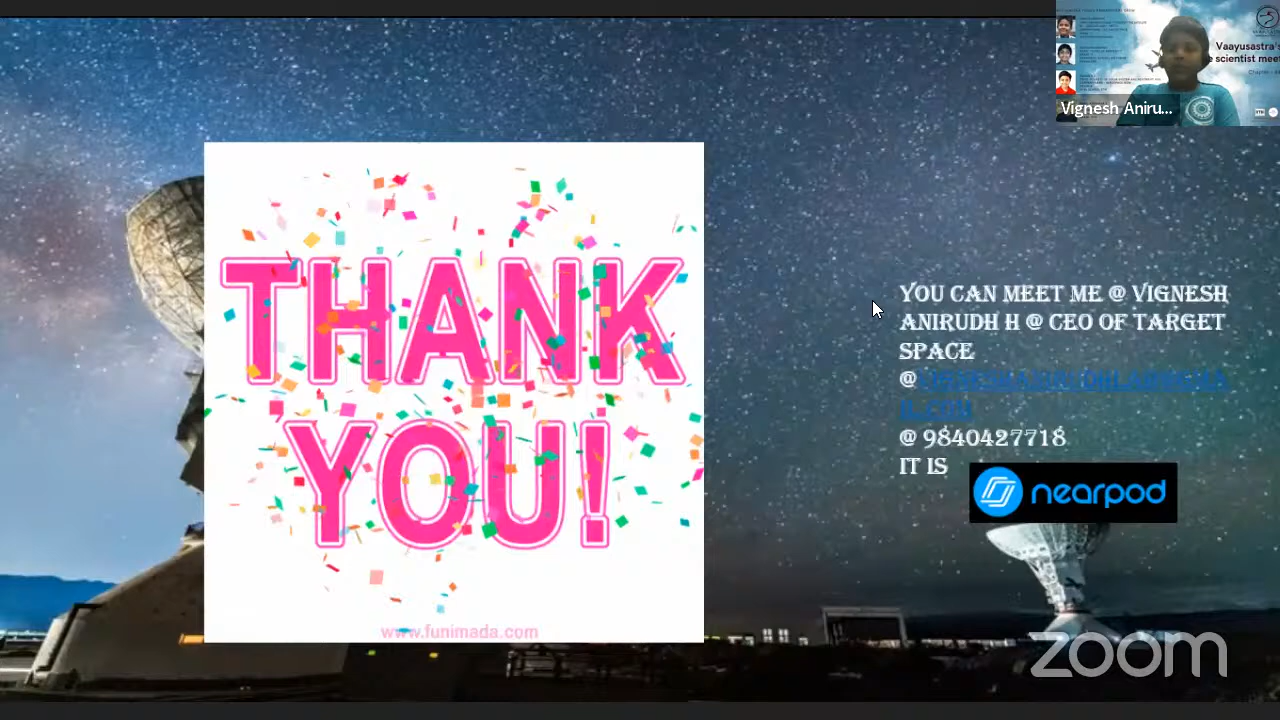 Vaayusastra's
e scientist meet
Chapter
Vignesh Aniru...
THANK
YOU!
www.funimada.com
YOU CAN MEET ME @ VIGNESH
ANIRUDH H @ CEO OF TARGET
SPACE
@
@ 9840427718
IT IS
nearpod
zoom